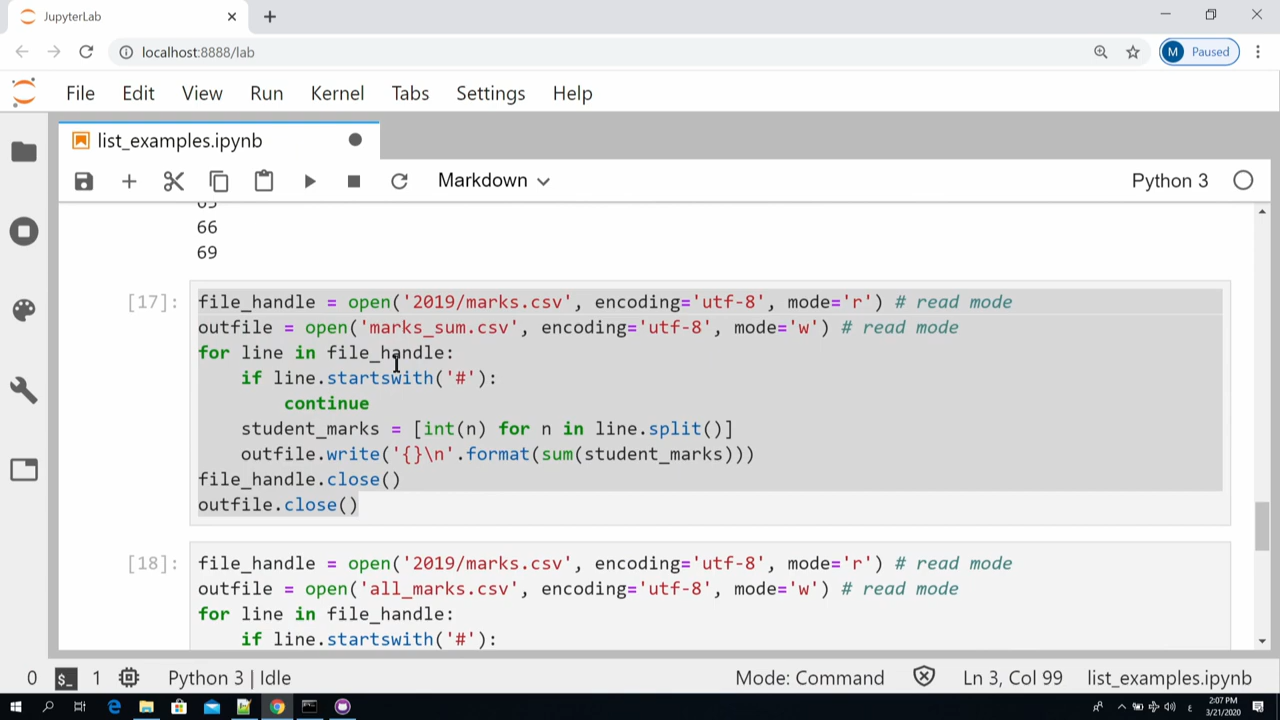 JupyterLab
localhost:8888/lab
M Paused
File Edit View Run Kernel Tabs Settings Help
list_examples.ipynb
Markdown
Python 3
65
66
69
[17]:
file_handle = open('2019/marks.csv', encoding='utf-8', mode='r') # read mode
outfile = open('marks_sum.csv', encoding='utf-8', mode='w') # read mode
for line in file_handle:
    if line.startswith('#'):
        continue
    student_marks = [int(n) for n in line.split()]
    outfile.write('{}\n'.format(sum(student_marks)))
file_handle.close()
outfile.close()
[18]:
file_handle = open('2019/marks.csv', encoding='utf-8', mode='r') # read mode
outfile = open('all_marks.csv', encoding='utf-8', mode='w') # read mode
for line in file_handle:
    if line.startswith('#'):
0 $_ 1 Python 3 | Idle Mode: Command Ln 3, Col 99 list_examples.ipynb
2:07 PM
3/21/2020